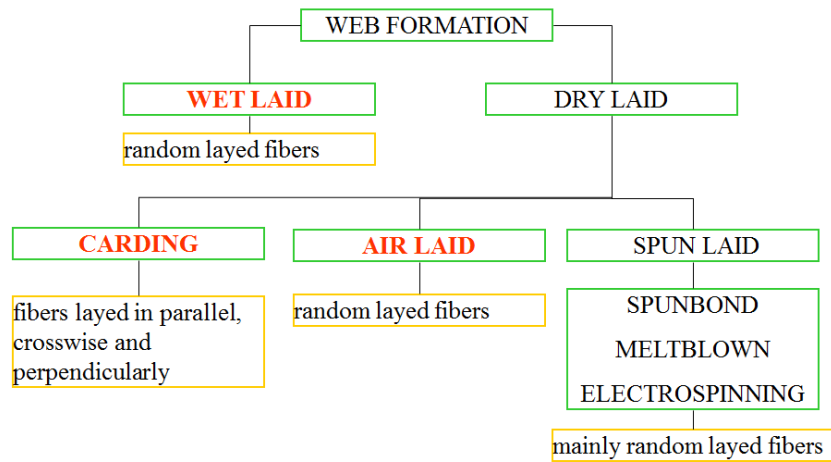 WEB FORMATION
WET LAID
DRY LAID
random layed fibers
CARDING
AIR LAID
SPUN LAID
fibers layed in parallel,
crosswise and
perpendicularly
random layed fibers
SPUNBOND
MELTBLOWN
ELECTROSPINNING
mainly random layed fibers